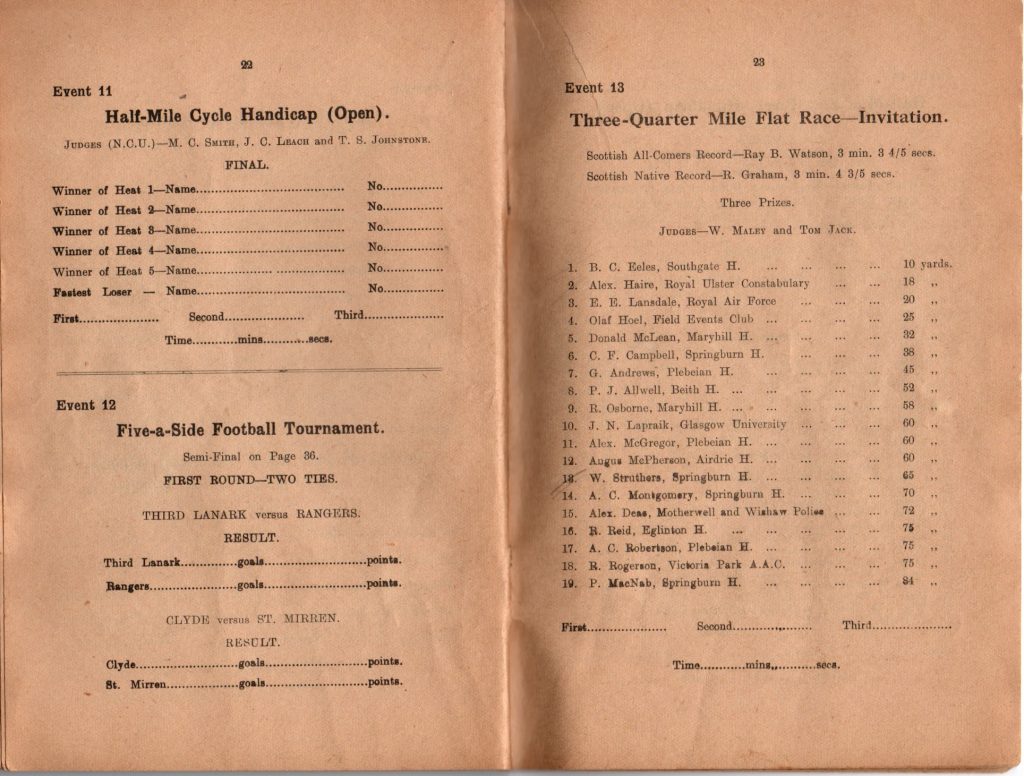 22
Event 11
Half-Mile Cycle Handicap (Open).
Judges (N.C.U.)—M. C. Smith, J. C. Leach and T. S. Johnstone.
FINAL.
Winner of Heat 1—Name.................................... No...............
Winner of Heat 2—Name.................................... No...............
Winner of Heat 3—Name.................................... No...............
Winner of Heat 4—Name.................................... No...............
Winner of Heat 5—Name.................................... No...............
Fastest Loser — Name.................................... No...............
First.................... Second.................... Third....................
Time...........mins...........secs.
Event 12
Five-a-Side Football Tournament.
Semi-Final on Page 36.
FIRST ROUND—TWO TIES.
THIRD LANARK versus RANGERS.
RESULT.
Third Lanark..............goals.........................points.
Rangers......................goals.........................points.
CLYDE versus ST. MIRREN.
RESULT.
Clyde.........................goals.........................points.
St. Mirren..................goals.........................points.
23
Event 13
Three-Quarter Mile Flat Race—Invitation.
Scottish All-Comers Record—Ray B. Watson, 3 min. 3 4/5 secs.
Scottish Native Record—R. Graham, 3 min. 4 3/5 secs.
Three Prizes.
Judges—W. Maley and Tom Jack.
1. B. C. Eeles, Southgate H. ... ... ... ... 10 yards.
2. Alex. Haire, Royal Ulster Constabulary ... ... 18 ,,
3. E. E. Lansdale, Royal Air Force ... ... ... 20 ,,
4. Olaf Hoel, Field Events Club ... ... ... ... 25 ,,
5. Donald McLean, Maryhill H. ... ... ... ... 32 ,,
6. C. F. Campbell, Springburn H. ... ... ... 38 ,,
7. G. Andrews, Plebeian H. ... ... ... ... 45 ,,
8. P. J. Allwell, Beith H. ... ... ... ... ... 52 ,,
9. R. Osborne, Maryhill H. ... ... ... ... ... 58 ,,
10. J. N. Lapraik, Glasgow University ... ... ... 60 ,,
11. Alex. McGregor, Plebeian H. ... ... ... ... 60 ,,
12. Angus McPherson, Airdrie H. ... ... ... ... 60 ,,
13. W. Struthers, Springburn H. ... ... ... ... 65 ,,
14. A. C. Montgomery, Springburn H. ... ... ... 70 ,,
15. Alex. Deas, Motherwell and Wishaw Police ... ... 72 ,,
16. R. Reid, Eglinton H. ... ... ... ... ... 75 ,,
17. A. C. Robertson, Plebeian H. ... ... ... ... 75 ,,
18. R. Rogerson, Victoria Park A.A.C. ... ... ... 75 ,,
19. P. MacNab, Springburn H. ... ... ... ... 84 ,,
First.................... Second.................... Third....................
Time...........mins...........secs.